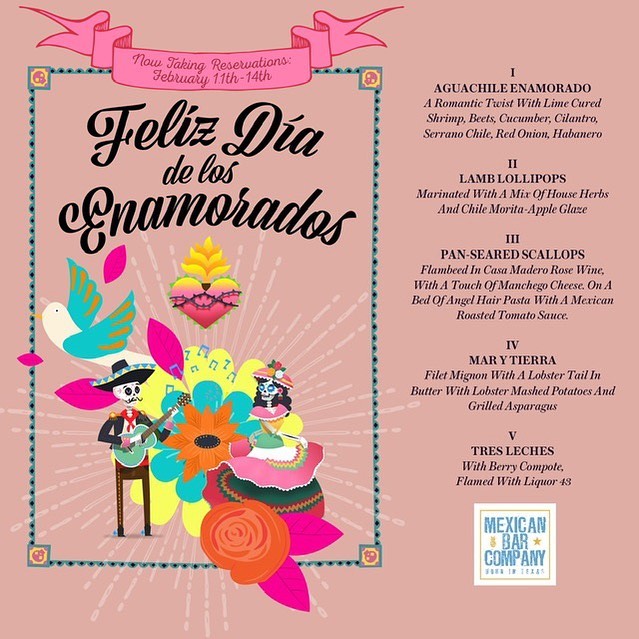 Now Taking Reservations:
February 11th-14th
Feliz Día
de los
Enamorados
I
AGUACHILE ENAMORADO
A Romantic Twist With Lime Cured
Shrimp, Beets, Cucumber, Cilantro,
Serrano Chile, Red Onion, Habanero
II
LAMB LOLLIPOPS
Marinated With A Mix Of House Herbs
And Chile Morita-Apple Glaze
III
PAN-SEARED SCALLOPS
Flambeed In Casa Madero Rose Wine,
With A Touch Of Manchego Cheese. On A
Bed Of Angel Hair Pasta With A Mexican
Roasted Tomato Sauce.
IV
MAR Y TIERRA
Filet Mignon With A Lobster Tail In
Butter With Lobster Mashed Potatoes And
Grilled Asparagus
V
TRES LECHES
With Berry Compote,
Flamed With Liquor 43
MEXICAN
BAR
COMPANY
BORN IN TEXAS